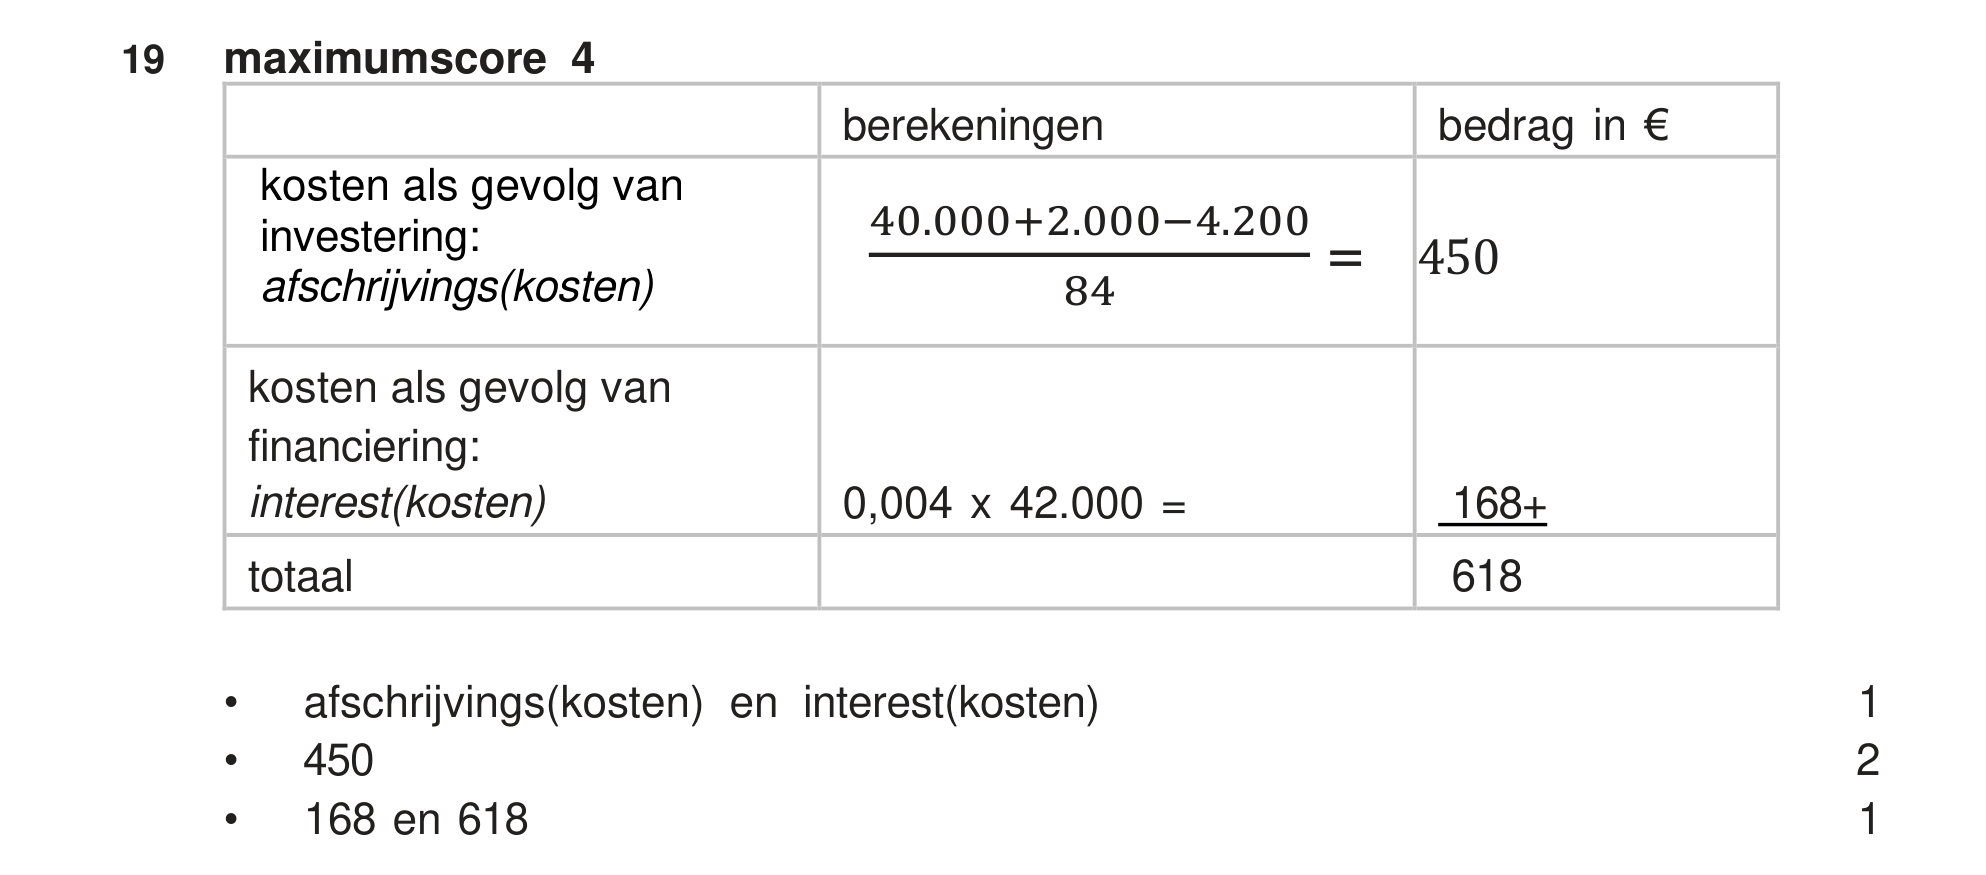 19 maximumscore 4
berekeningen bedrag in €
kosten als gevolg van
investering:
afschrijvings(kosten)
40.000+2.000−4.200
84
= 450
kosten als gevolg van
financiering:
interest(kosten) 0,004 x 42.000 = 168+
totaal 618
• afschrijvings(kosten) en interest(kosten) 1
• 450 2
• 168 en 618 1